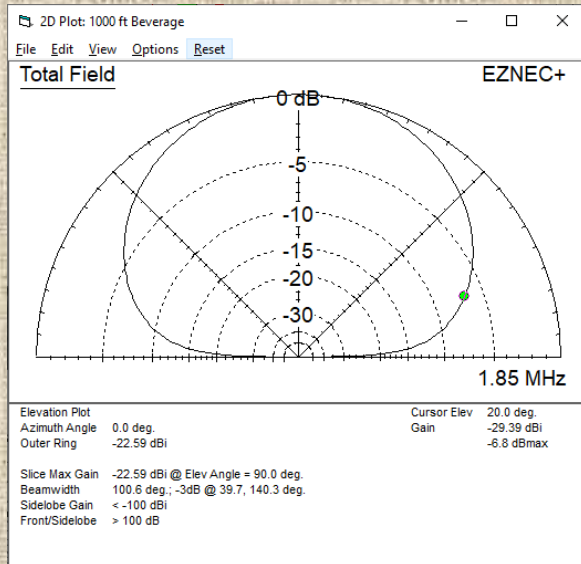 2D Plot: 1000 ft Beverage
File Edit View Options Reset
Total Field
EZNEC+
0 dB
-5
-10
-15
-20
-30
1.85 MHz
Elevation Plot
Azimuth Angle 0.0 deg.
Outer Ring -22.59 dBi
Cursor Elev 20.0 deg.
Gain -29.39 dBi
-6.8 dBmax
Slice Max Gain -22.59 dBi @ Elev Angle = 90.0 deg.
Beamwidth 100.6 deg.; -3dB @ 39.7, 140.3 deg.
Sidelobe Gain < -100 dBi
Front/Sidelobe > 100 dB